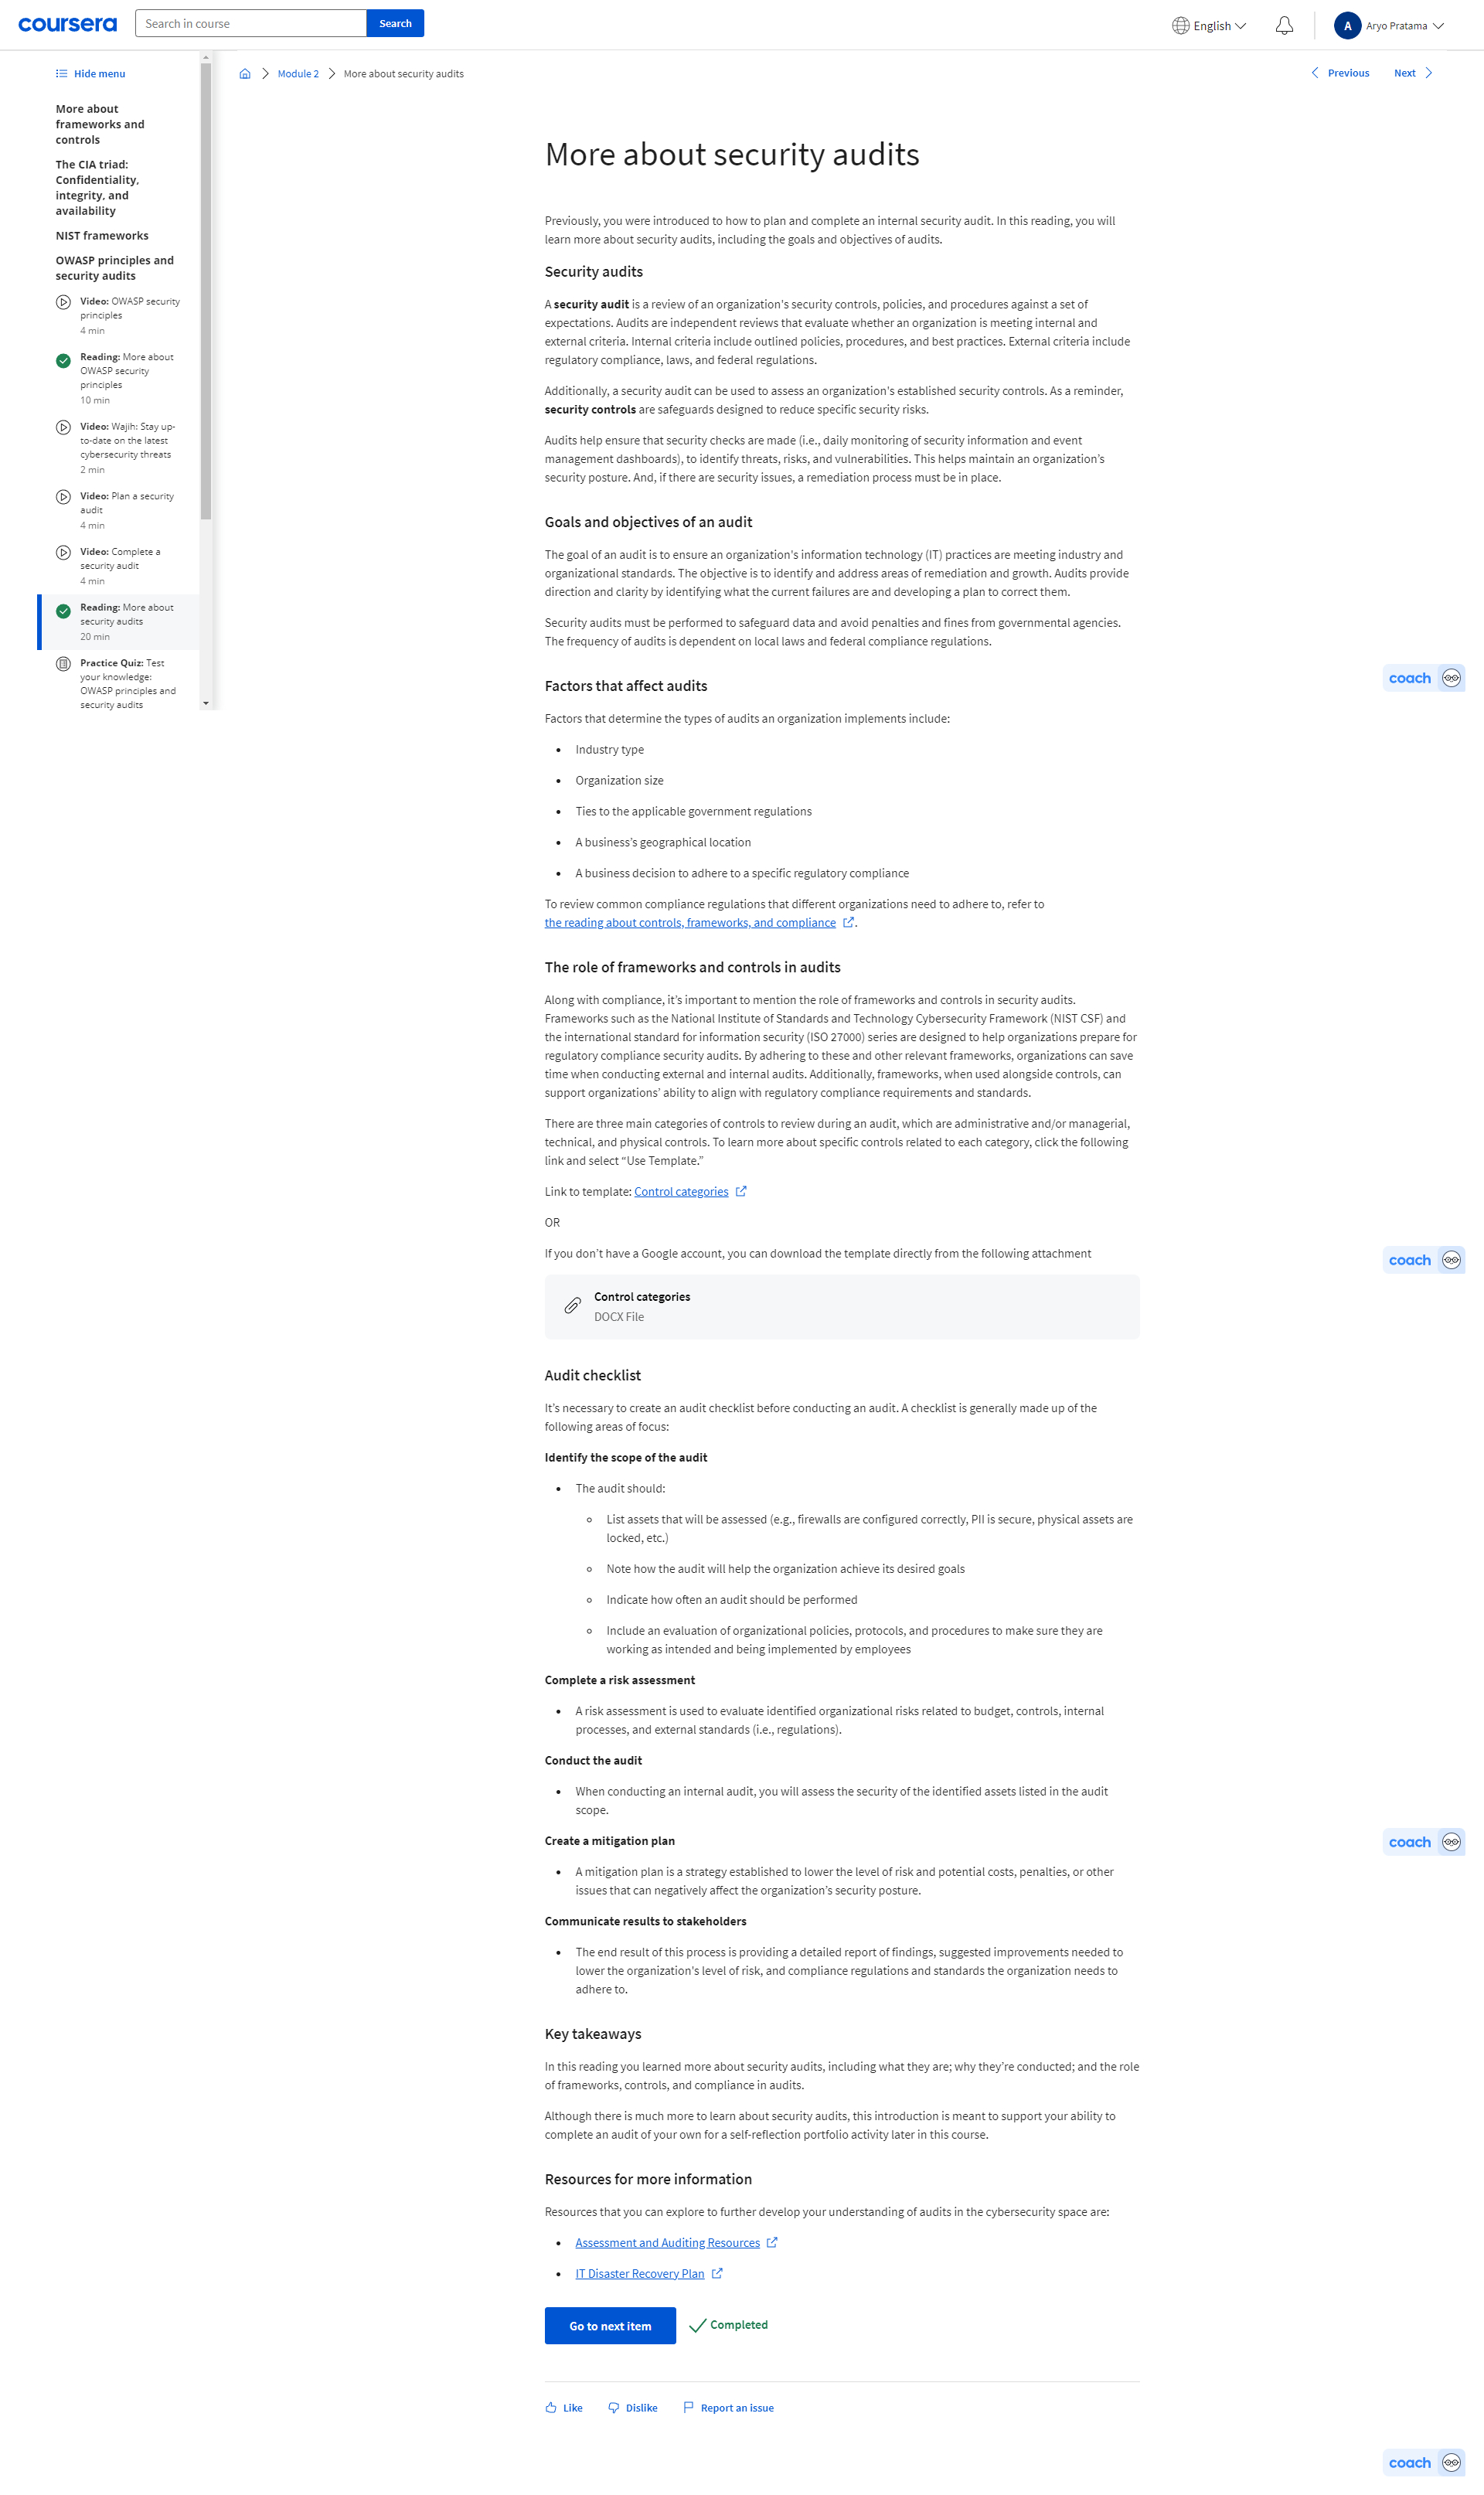 coursera
Search in course
Search
English
A
Aryo Pratama
Hide menu
More about
frameworks and
controls
The CIA triad:
Confidentiality,
integrity, and
availability
NIST frameworks
OWASP principles and
security audits
Video: OWASP security
principles
4 min
Reading: More about
OWASP security
principles
10 min
Video: Wajih: Stay up-
to-date on the latest
cybersecurity threats
2 min
Video: Plan a security
audit
4 min
Video: Complete a
security audit
4 min
Reading: More about
security audits
20 min
Practice Quiz: Test
your knowledge:
OWASP principles and
security audits
Module 2
More about security audits
Previous
Next
More about security audits
Previously, you were introduced to how to plan and complete an internal security audit. In this reading, you will
learn more about security audits, including the goals and objectives of audits.
Security audits
A security audit is a review of an organization's security controls, policies, and procedures against a set of
expectations. Audits are independent reviews that evaluate whether an organization is meeting internal and
external criteria. Internal criteria include outlined policies, procedures, and best practices. External criteria include
regulatory compliance, laws, and federal regulations.
Additionally, a security audit can be used to assess an organization's established security controls. As a reminder,
security controls are safeguards designed to reduce specific security risks.
Audits help ensure that security checks are made (i.e., daily monitoring of security information and event
management dashboards), to identify threats, risks, and vulnerabilities. This helps maintain an organization’s
security posture. And, if there are security issues, a remediation process must be in place.
Goals and objectives of an audit
The goal of an audit is to ensure an organization's information technology (IT) practices are meeting industry and
organizational standards. The objective is to identify and address areas of remediation and growth. Audits provide
direction and clarity by identifying what the current failures are and developing a plan to correct them.
Security audits must be performed to safeguard data and avoid penalties and fines from governmental agencies.
The frequency of audits is dependent on local laws and federal compliance regulations.
Factors that affect audits
Factors that determine the types of audits an organization implements include:
• Industry type
• Organization size
• Ties to the applicable government regulations
• A business’s geographical location
• A business decision to adhere to a specific regulatory compliance
To review common compliance regulations that different organizations need to adhere to, refer to
the reading about controls, frameworks, and compliance.
The role of frameworks and controls in audits
Along with compliance, it’s important to mention the role of frameworks and controls in security audits.
Frameworks such as the National Institute of Standards and Technology Cybersecurity Framework (NIST CSF) and
the international standard for information security (ISO 27000) series are designed to help organizations prepare for
regulatory compliance security audits. By adhering to these and other relevant frameworks, organizations can save
time when conducting external and internal audits. Additionally, frameworks, when used alongside controls, can
support organizations’ ability to align with regulatory compliance requirements and standards.
There are three main categories of controls to review during an audit, which are administrative and/or managerial,
technical, and physical controls. To learn more about specific controls related to each category, click the following
link and select “Use Template.”
Link to template: Control categories
OR
If you don’t have a Google account, you can download the template directly from the following attachment
Control categories
DOCX File
Audit checklist
It’s necessary to create an audit checklist before conducting an audit. A checklist is generally made up of the
following areas of focus:
Identify the scope of the audit
• The audit should:
○ List assets that will be assessed (e.g., firewalls are configured correctly, PII is secure, physical assets are
locked, etc.)
○ Note how the audit will help the organization achieve its desired goals
○ Indicate how often an audit should be performed
○ Include an evaluation of organizational policies, protocols, and procedures to make sure they are
working as intended and being implemented by employees
Complete a risk assessment
• A risk assessment is used to evaluate identified organizational risks related to budget, controls, internal
processes, and external standards (i.e., regulations).
Conduct the audit
• When conducting an internal audit, you will assess the security of the identified assets listed in the audit
scope.
Create a mitigation plan
• A mitigation plan is a strategy established to lower the level of risk and potential costs, penalties, or other
issues that can negatively affect the organization’s security posture.
Communicate results to stakeholders
• The end result of this process is providing a detailed report of findings, suggested improvements needed to
lower the organization's level of risk, and compliance regulations and standards the organization needs to
adhere to.
Key takeaways
In this reading you learned more about security audits, including what they are; why they’re conducted; and the role
of frameworks, controls, and compliance in audits.
Although there is much more to learn about security audits, this introduction is meant to support your ability to
complete an audit of your own for a self-reflection portfolio activity later in this course.
Resources for more information
Resources that you can explore to further develop your understanding of audits in the cybersecurity space are:
• Assessment and Auditing Resources
• IT Disaster Recovery Plan
Go to next item
Completed
Like
Dislike
Report an issue
coach
coach
coach
coach